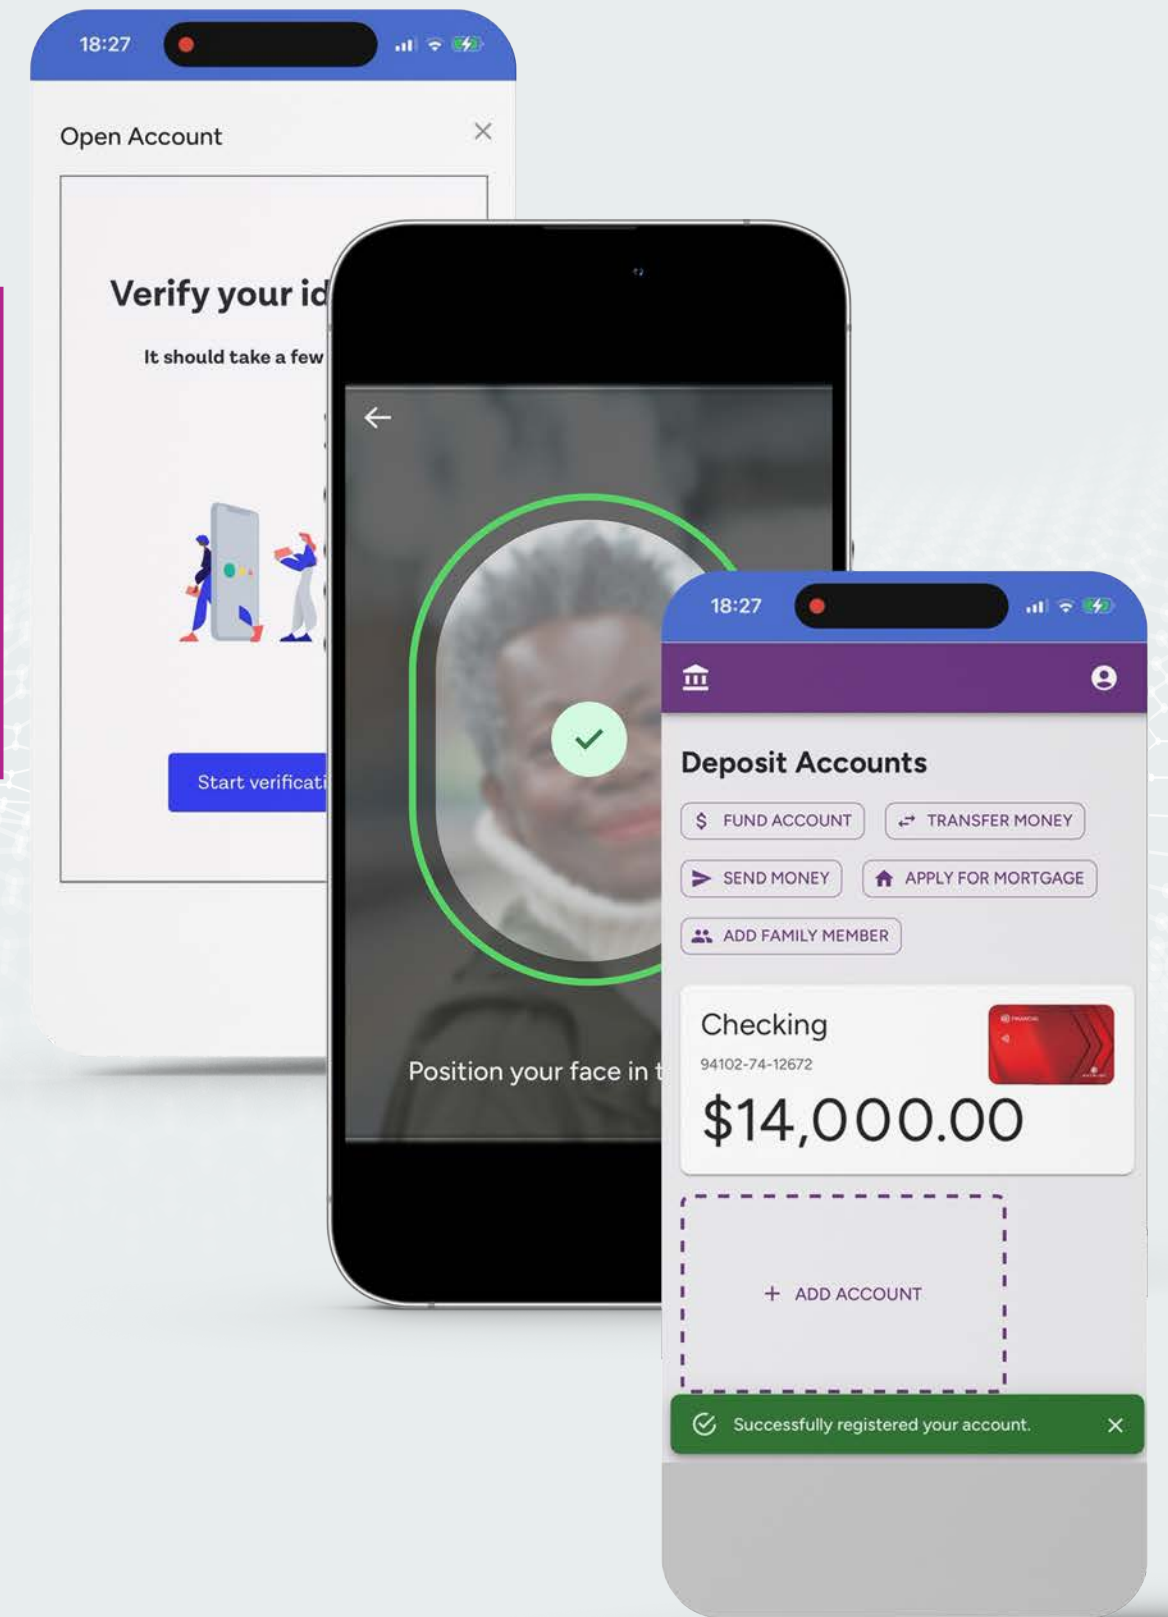 18:27
Open Account
Verify your id
It should take a few
Start verificati
Position your face in t
18:27
Deposit Accounts
$ FUND ACCOUNT
TRANSFER MONEY
SEND MONEY
APPLY FOR MORTGAGE
ADD FAMILY MEMBER
Checking
94102-74-12672
$14,000.00
+ ADD ACCOUNT
Successfully registered your account.